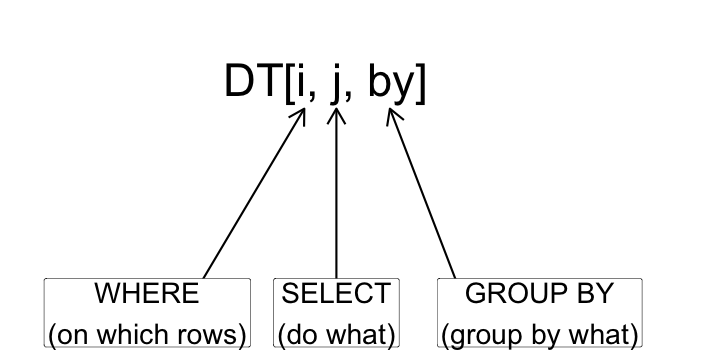 DT[i, j, by]
WHERE
(on which rows)
SELECT
(do what)
GROUP BY
(group by what)